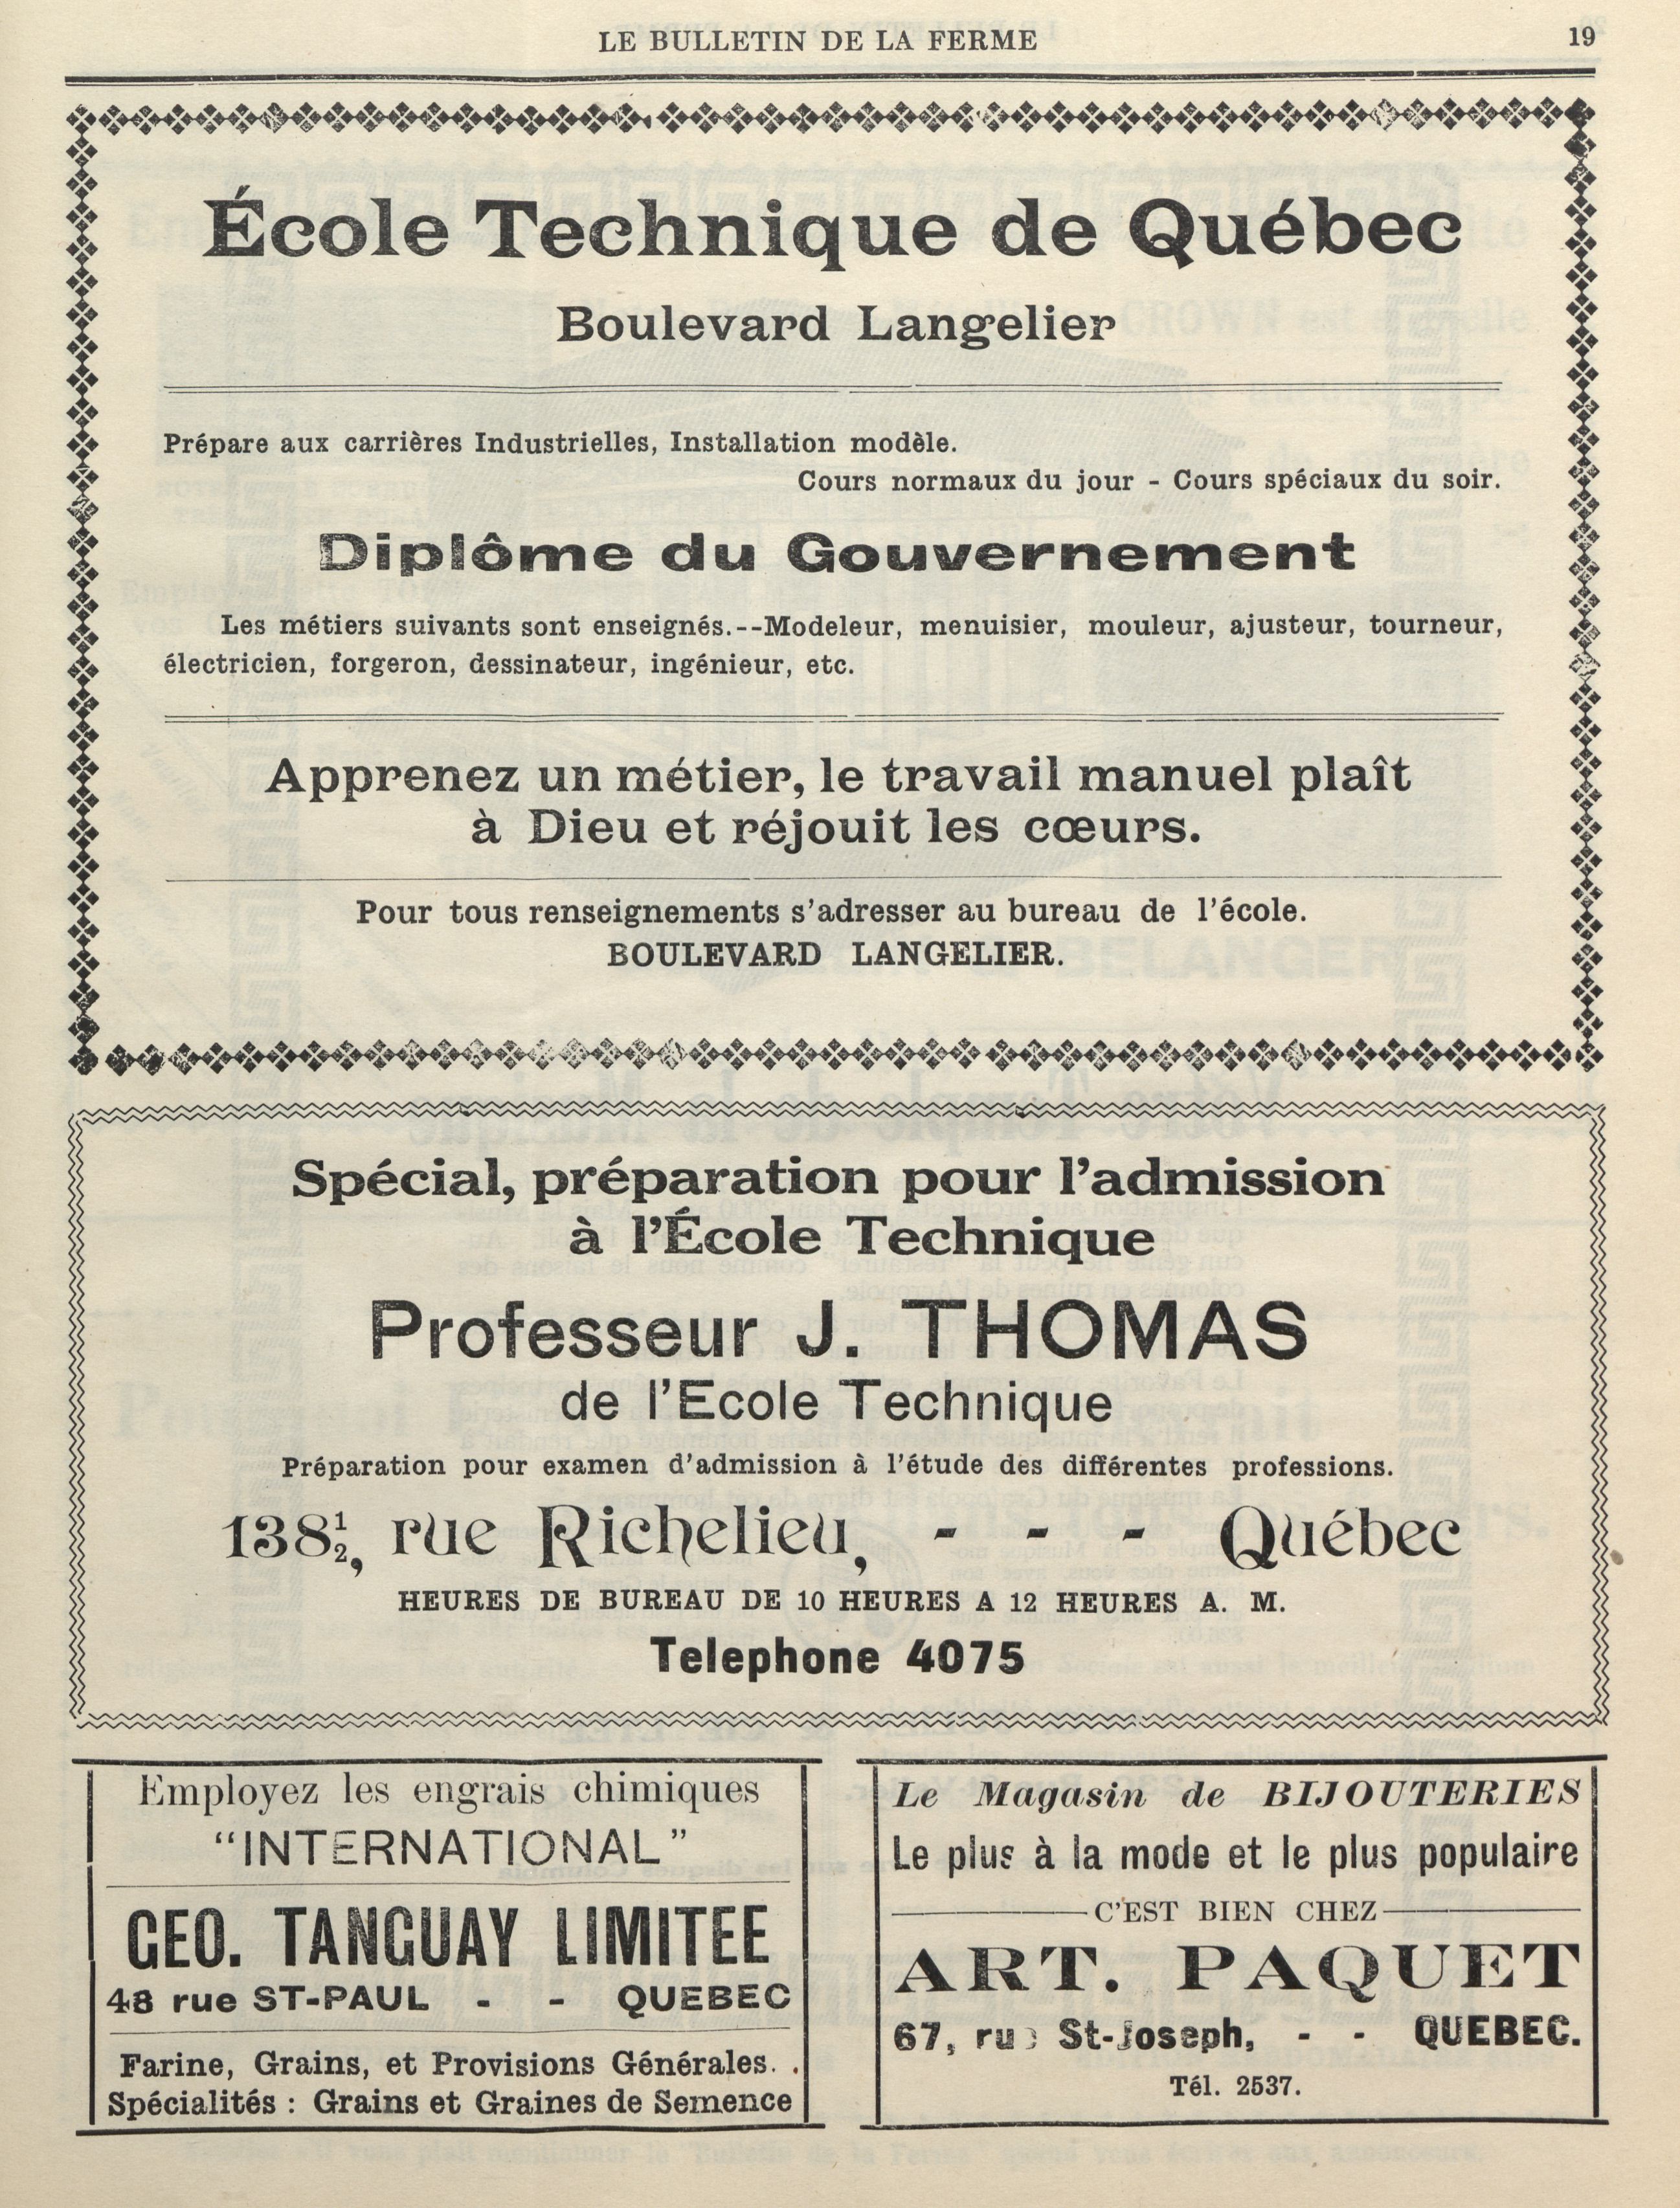 LE BULLETIN DE LA FERME 19
École Technique de Québec
Boulevard Langelier
Prépare aux carrières Industrielles, Installation modèle.
Cours normaux du jour - Cours spéciaux du soir.
Diplôme du Gouvernement
Les métiers suivants sont enseignés.--Modeleur, menuisier, mouleur, ajusteur, tourneur,
électricien, forgeron, dessinateur, ingénieur, etc.
Apprenez un métier, le travail manuel plaît
à Dieu et réjouit les cœurs.
Pour tous renseignements s'adresser au bureau de l'école.
BOULEVARD LANGELIER.
Spécial, préparation pour l'admission
à l'École Technique
Professeur J. THOMAS
de l'Ecole Technique
Préparation pour examen d'admission à l'étude des différentes professions.
138½, rue Richelieu, - - - Québec
HEURES DE BUREAU DE 10 HEURES A 12 HEURES A. M.
Telephone 4075
Employez les engrais chimiques
"INTERNATIONAL"
GEO. TANGUAY LIMITEE
48 rue ST-PAUL - - QUEBEC
Farine, Grains, et Provisions Générales. .
Spécialités : Grains et Graines de Semence
Le Magasin de BIJOUTERIES
Le plus à la mode et le plus populaire
C'EST BIEN CHEZ
ART. PAQUET
67, rue St-Joseph, - - QUEBEC.
Tél. 2537.